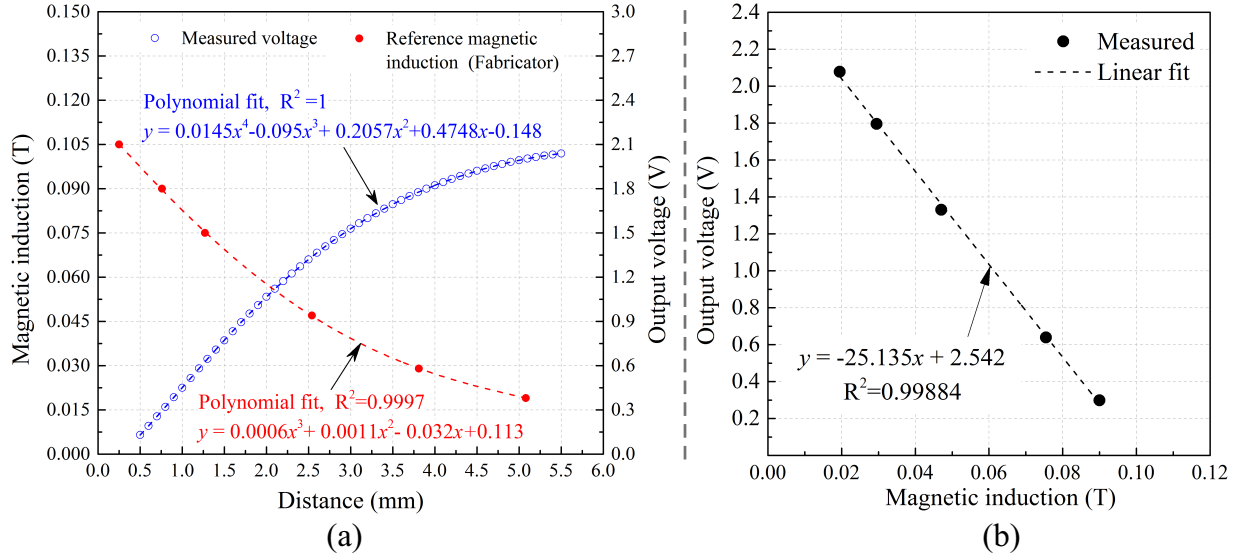 Measured voltage
Reference magnetic
induction (Fabricator)
Polynomial fit, R² =1
y = 0.0145x⁴-0.095x³+ 0.2057x²+0.4748x-0.148
Polynomial fit, R²=0.9997
y = 0.0006x³+ 0.0011x²- 0.032x+0.113
Magnetic induction (T)
0.150
0.135
0.120
0.105
0.090
0.075
0.060
0.045
0.030
0.015
0.000
0.0 0.5 1.0 1.5 2.0 2.5 3.0 3.5 4.0 4.5 5.0 5.5 6.0
Distance (mm)
3.0
2.7
2.4
2.1
1.8
1.5
1.2
0.9
0.6
0.3
0.0
Output voltage (V)
(a)
Output voltage (V)
2.4
2.2
2.0
1.8
1.6
1.4
1.2
1.0
0.8
0.6
0.4
0.2
Measured
Linear fit
y = -25.135x + 2.542
R²=0.99884
0.00 0.02 0.04 0.06 0.08 0.10 0.12
Magnetic induction (T)
(b)